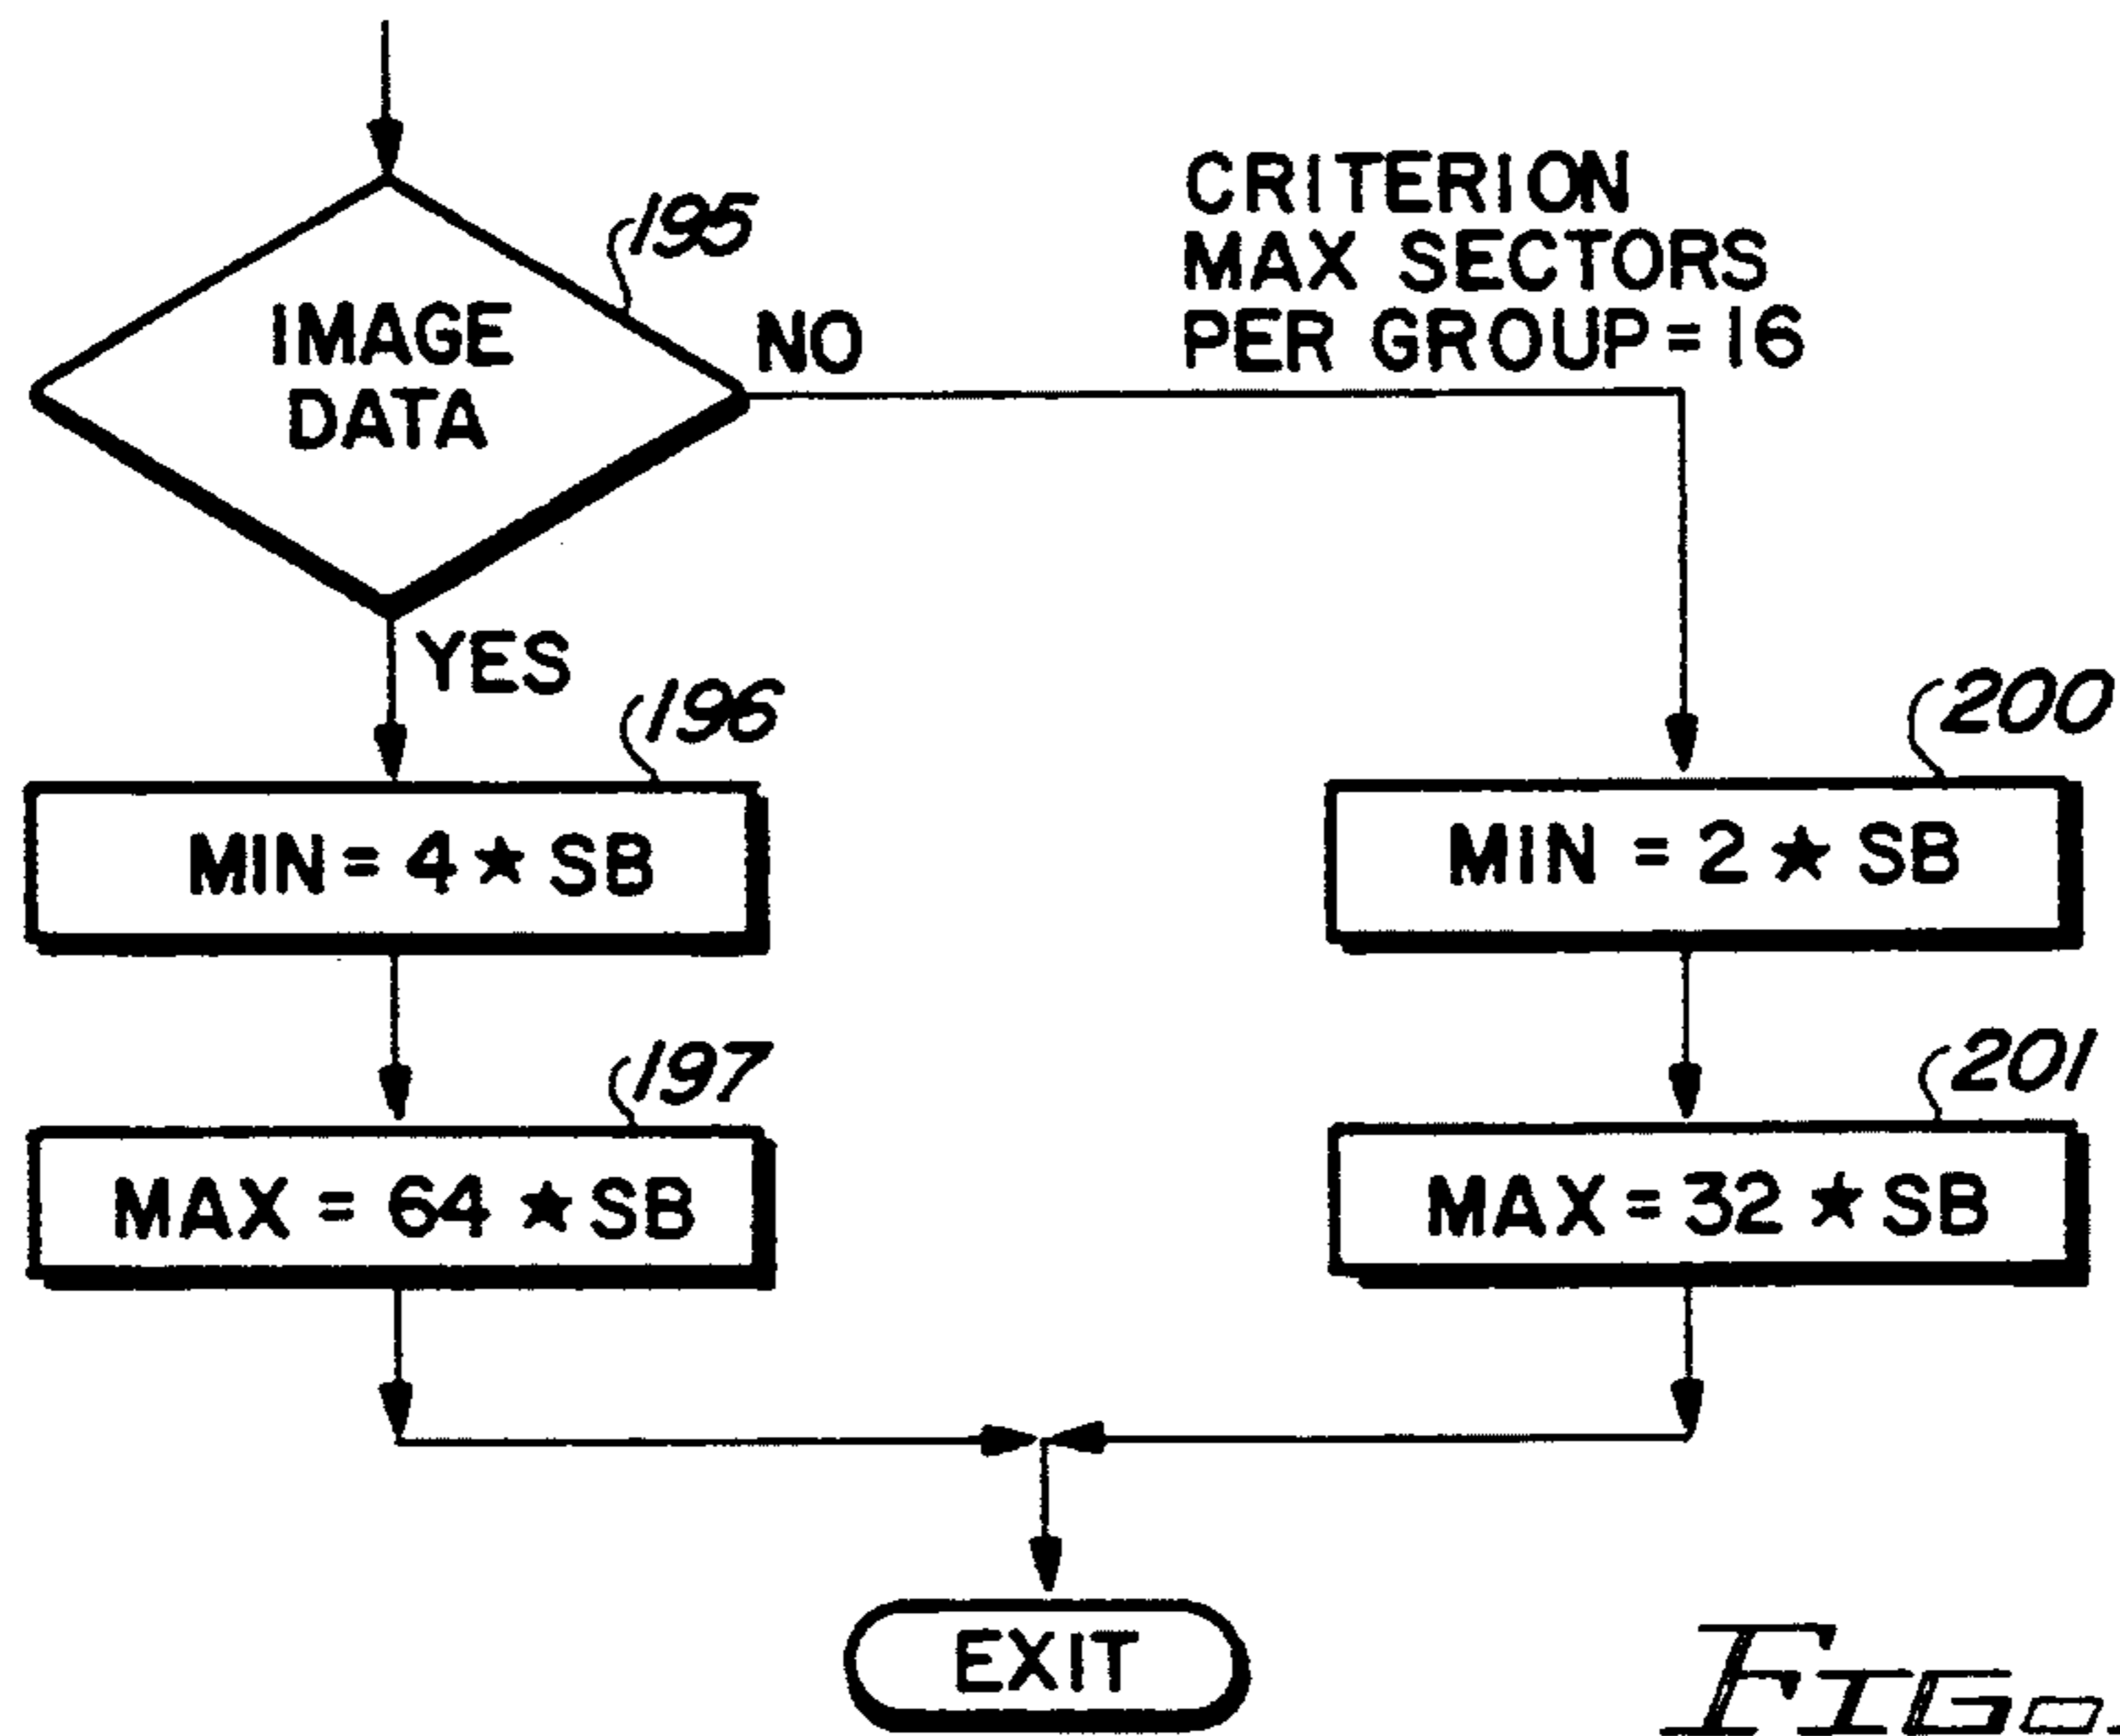 195
CRITERION
MAX SECTORS
PER GROUP = 16
IMAGE
DATA
NO
YES
196
200
MIN = 4 ★ SB
MIN = 2 ★ SB
197
201
MAX = 64 ★ SB
MAX = 32 ★ SB
EXIT
FIG.